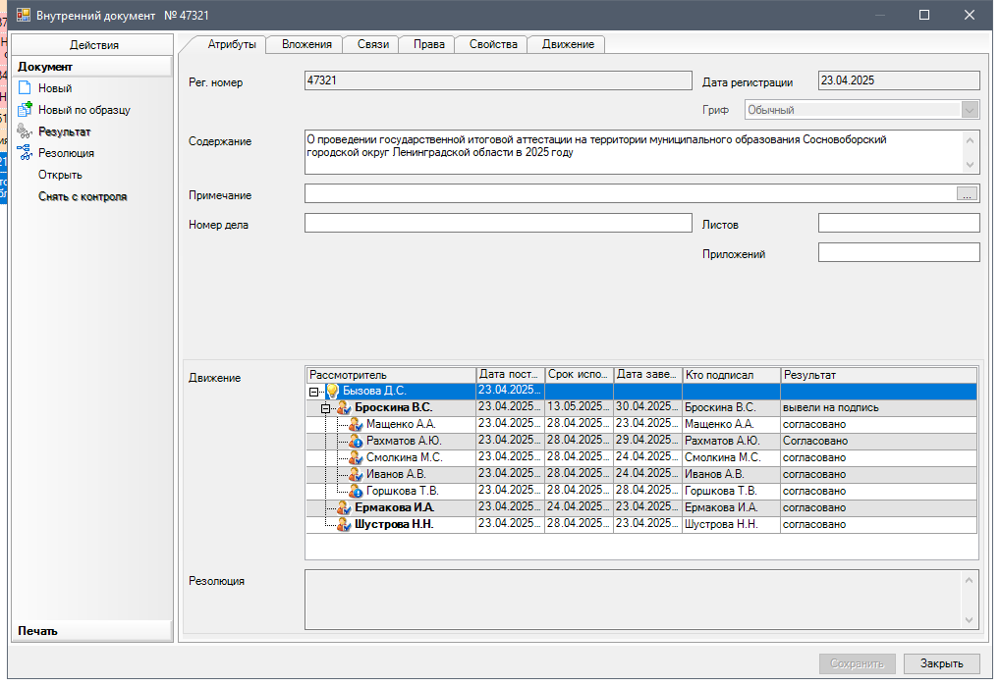 Внутренний документ № 47321
Действия
Документ
Новый
Новый по образцу
Результат
Резолюция
Открыть
Снять с контроля
Печать
Атрибуты Вложения Связи Права Свойства Движение
Рег. номер 47321 Дата регистрации 23.04.2025
Гриф Обычный
Содержание О проведении государственной итоговой аттестации на территории муниципального образования Сосновоборский
городской округ Ленинградской области в 2025 году
Примечание ...
Номер дела Листов
Приложений
Движение
Рассмотритель Дата пост... Срок испо... Дата заве... Кто подписал Результат
Бызова Д.С. 23.04.2025...
Броскина В.С. 23.04.2025... 13.05.2025... 30.04.2025... Броскина В.С. вывели на подпись
Мащенко А.А. 23.04.2025... 28.04.2025... 23.04.2025... Мащенко А.А. согласовано
Рахматов А.Ю. 23.04.2025... 28.04.2025... 29.04.2025... Рахматов А.Ю. Согласовано
Смолкина М.С. 23.04.2025... 28.04.2025... 24.04.2025... Смолкина М.С. согласовано
Иванов А.В. 23.04.2025... 28.04.2025... 24.04.2025... Иванов А.В. согласовано
Горшкова Т.В. 23.04.2025... 28.04.2025... 28.04.2025... Горшкова Т.В. согласовано
Ермакова И.А. 23.04.2025... 24.04.2025... 23.04.2025... Ермакова И.А. согласовано
Шустрова Н.Н. 23.04.2025... 28.04.2025... 23.04.2025... Шустрова Н.Н. согласовано
Резолюция
Сохранить Закрыть